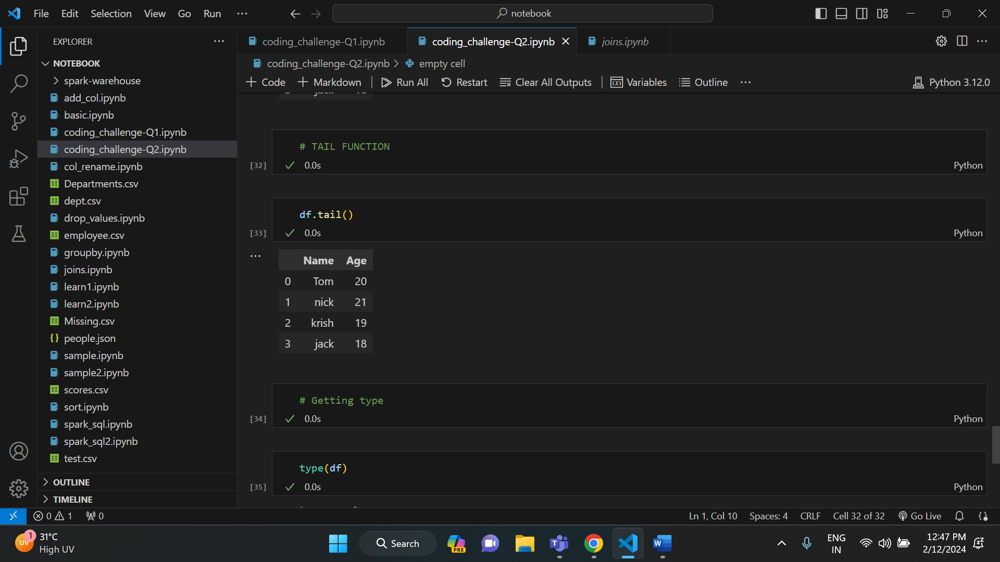 File Edit Selection View Go Run ···
notebook
EXPLORER
NOTEBOOK
spark-warehouse
add_col.ipynb
basic.ipynb
coding_challenge-Q1.ipynb
coding_challenge-Q2.ipynb
col_rename.ipynb
Departments.csv
dept.csv
drop_values.ipynb
employee.csv
groupby.ipynb
joins.ipynb
learn1.ipynb
learn2.ipynb
Missing.csv
people.json
sample.ipynb
sample2.ipynb
scores.csv
sort.ipynb
spark_sql.ipynb
spark_sql2.ipynb
test.csv
OUTLINE
TIMELINE
coding_challenge-Q1.ipynb coding_challenge-Q2.ipynb joins.ipynb
coding_challenge-Q2.ipynb > empty cell
+ Code + Markdown | Run All Restart Clear All Outputs | Variables Outline ··· Python 3.12.0
# TAIL FUNCTION
[32] 0.0s Python
df.tail()
[33] 0.0s Python
Name Age
0 Tom 20
1 nick 21
2 krish 19
3 jack 18
# Getting type
[34] 0.0s Python
type(df)
[35] 0.0s Python
0 1 0 Ln 1, Col 10 Spaces: 4 CRLF Cell 32 of 32 Go Live
UV 1 31°C
High UV
Search
PRE
ENG
IN
12:47 PM
2/12/2024